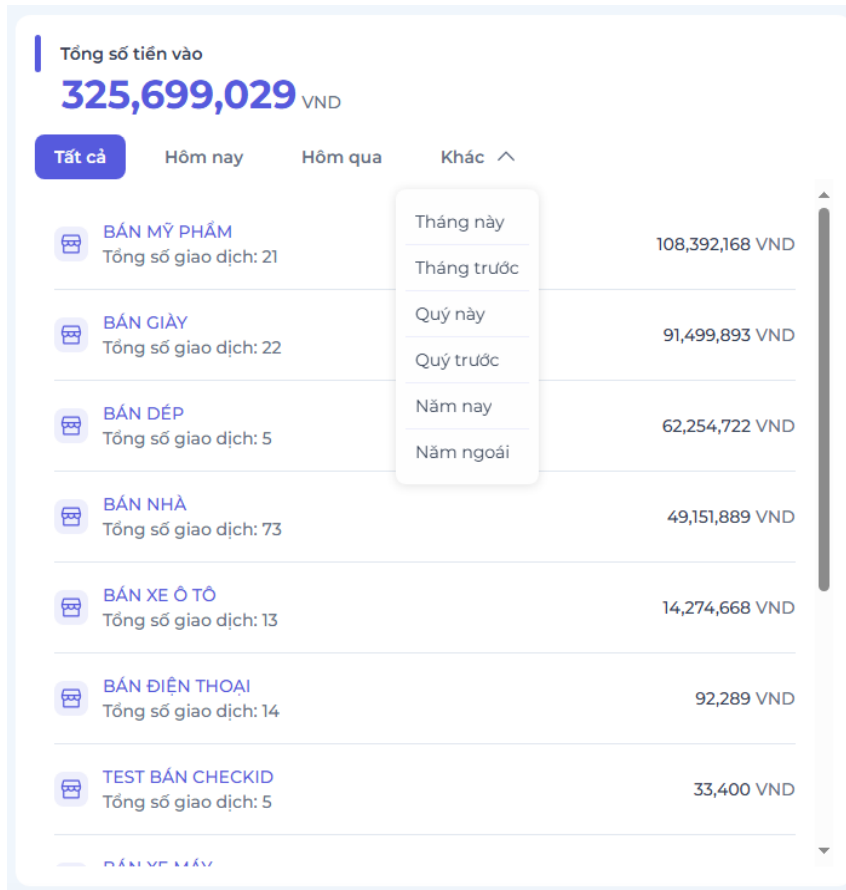 Tổng số tiền vào
325,699,029 VND
Tất cả Hôm nay Hôm qua Khác
Tháng này
Tháng trước
Quý này
Quý trước
Năm nay
Năm ngoái
BÁN MỸ PHẨM
Tổng số giao dịch: 21
108,392,168 VND
BÁN GIÀY
Tổng số giao dịch: 22
91,499,893 VND
BÁN DÉP
Tổng số giao dịch: 5
62,254,722 VND
BÁN NHÀ
Tổng số giao dịch: 73
49,151,889 VND
BÁN XE Ô TÔ
Tổng số giao dịch: 13
14,274,668 VND
BÁN ĐIỆN THOẠI
Tổng số giao dịch: 14
92,289 VND
TEST BÁN CHECKID
Tổng số giao dịch: 5
33,400 VND
BÁN XE MÁY